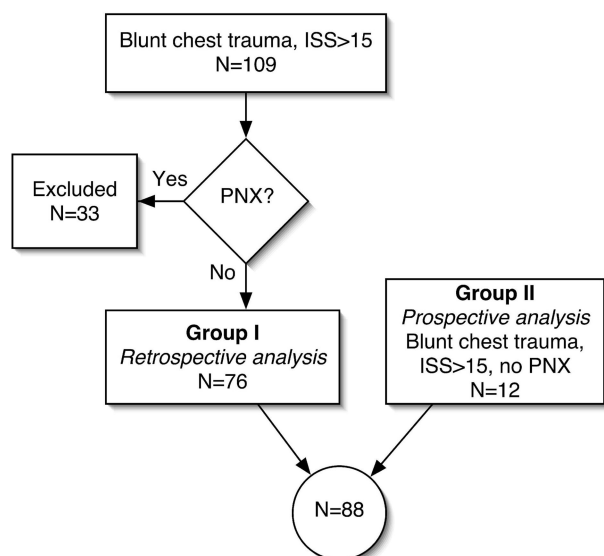 Blunt chest trauma, ISS>15
N=109
Yes
PNX?
Excluded
N=33
No
Group I
Retrospective analysis
N=76
Group II
Prospective analysis
Blunt chest trauma,
ISS>15, no PNX
N=12
N=88